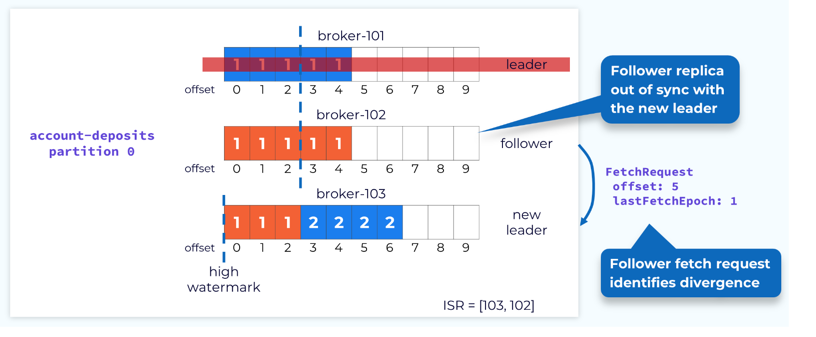 broker-101
1 1 1 1 1
leader
offset 0 1 2 3 4 5 6 7 8 9
account-deposits
partition 0
broker-102
1 1 1 1 1
follower
offset 0 1 2 3 4 5 6 7 8 9
broker-103
1 1 1 2 2 2 2
new
leader
offset 0 1 2 3 4 5 6 7 8 9
high
watermark
ISR = [103, 102]
Follower replica
out of sync with
the new leader
FetchRequest
offset: 5
lastFetchEpoch: 1
Follower fetch request
identifies divergence